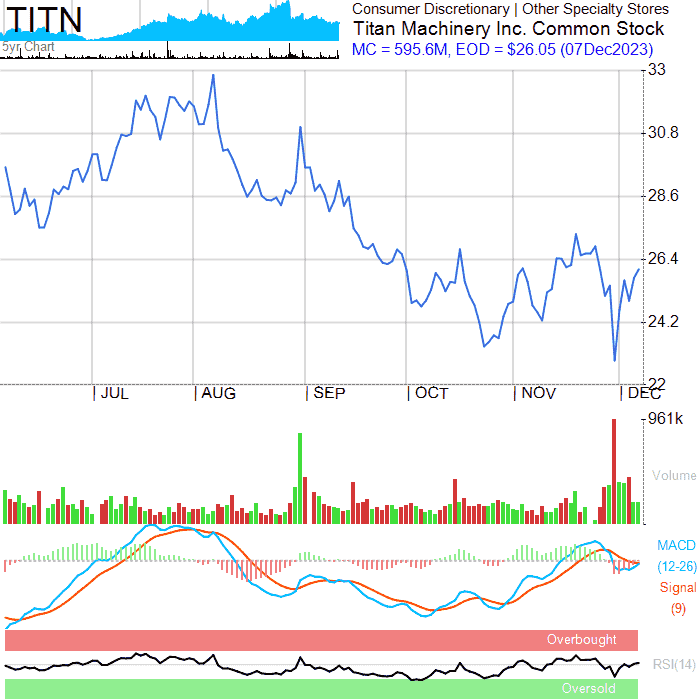 TITN
5yr Chart
Consumer Discretionary | Other Specialty Stores
Titan Machinery Inc. Common Stock
MC = 595.6M, EOD = $26.05 (07Dec2023)
33
30.8
28.6
26.4
24.2
22
JUL
AUG
SEP
OCT
NOV
DEC
961k
Volume
MACD
(12-26)
Signal
(9)
Overbought
RSI(14)
Oversold